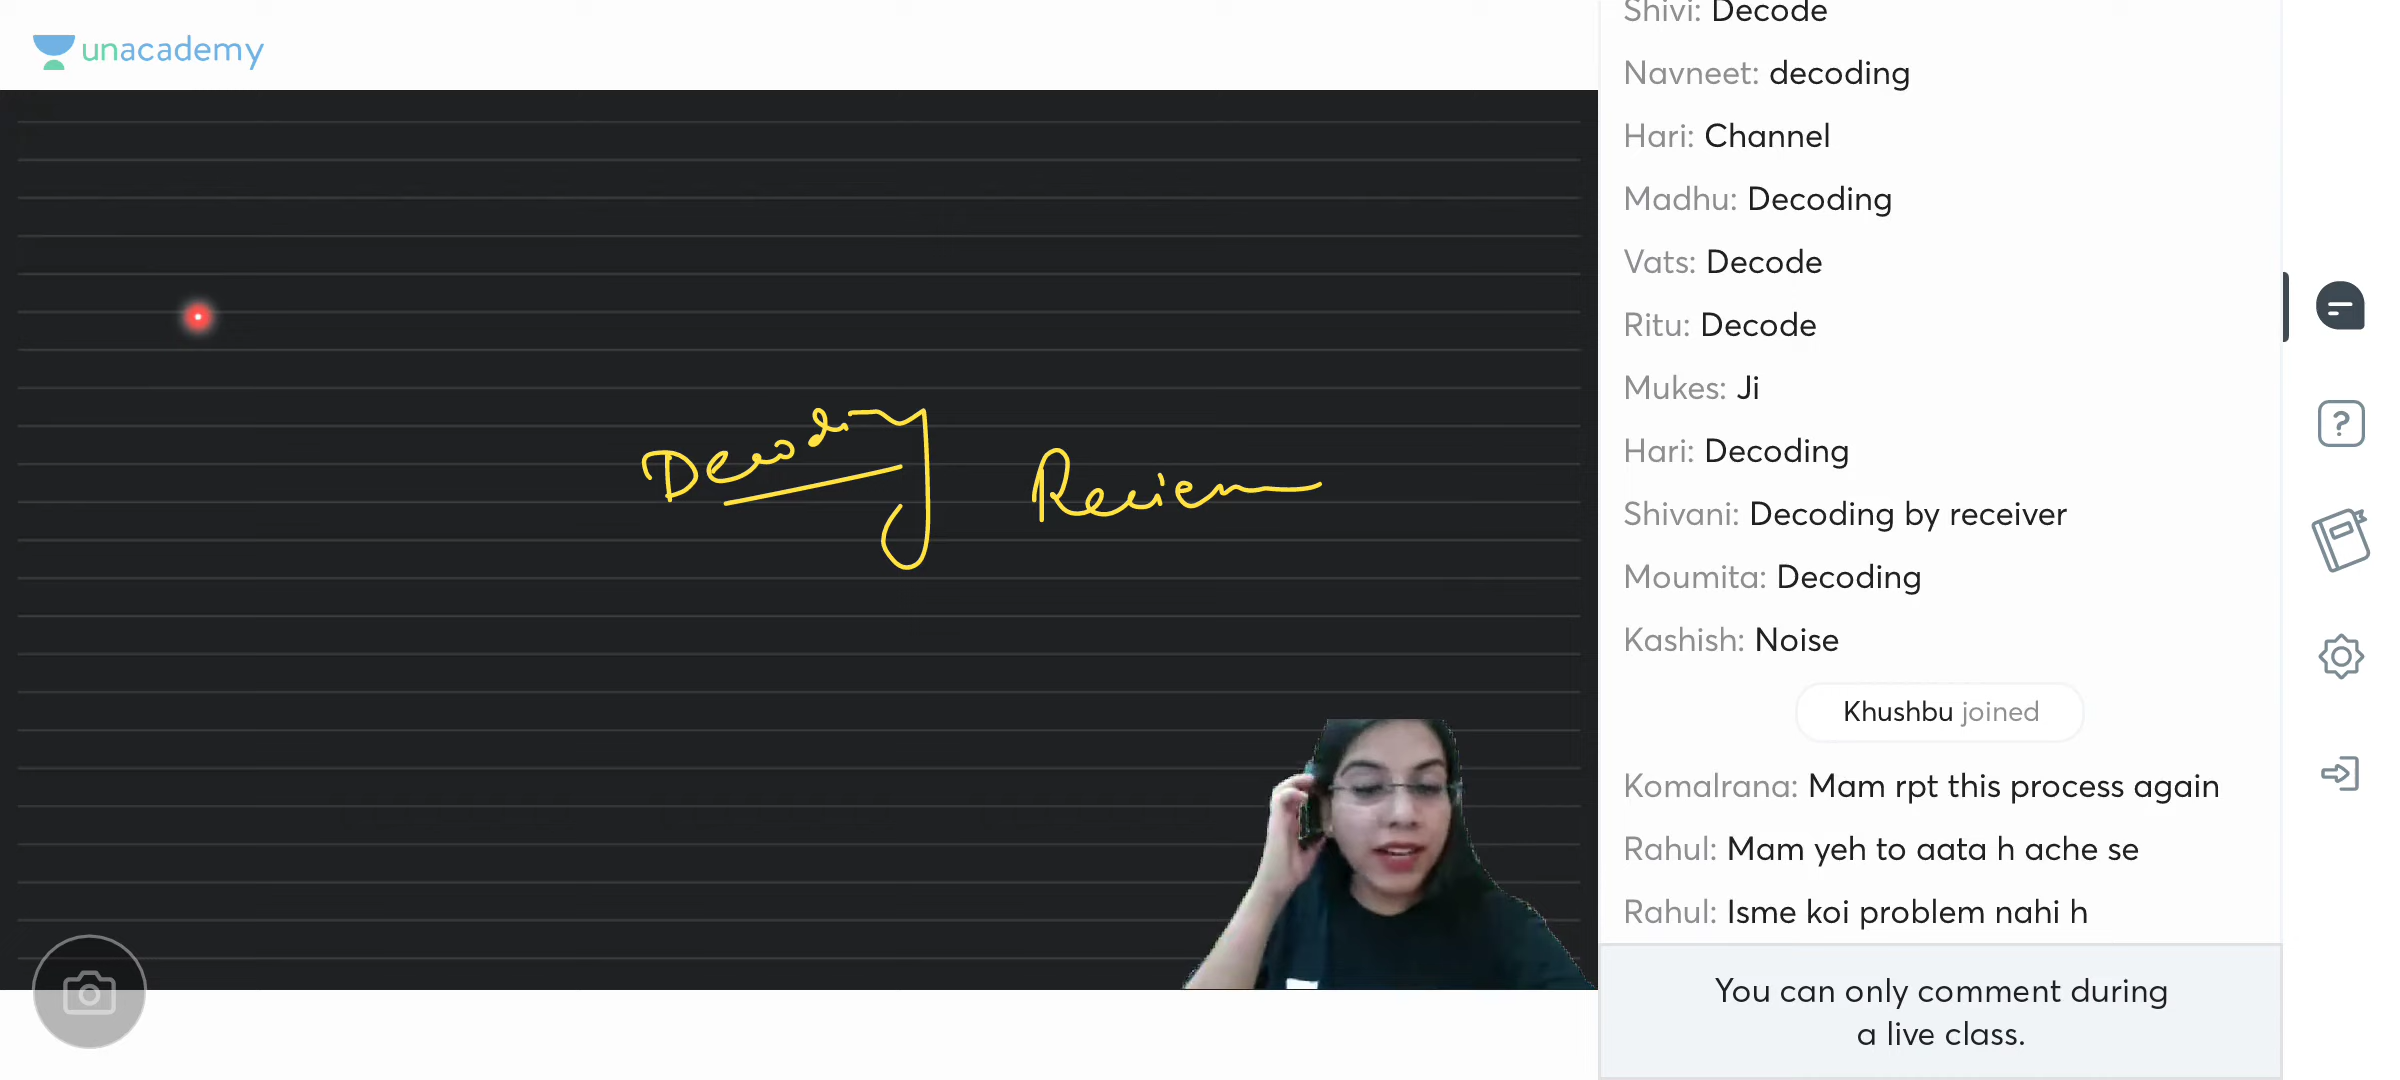 unacademy
Decoding Reciever
Shivi: Decode
Navneet: decoding
Hari: Channel
Madhu: Decoding
Vats: Decode
Ritu: Decode
Mukes: Ji
Hari: Decoding
Shivani: Decoding by receiver
Moumita: Decoding
Kashish: Noise
Khushbu joined
Komalrana: Mam rpt this process again
Rahul: Mam yeh to aata h ache se
Rahul: Isme koi problem nahi h
You can only comment during
a live class.